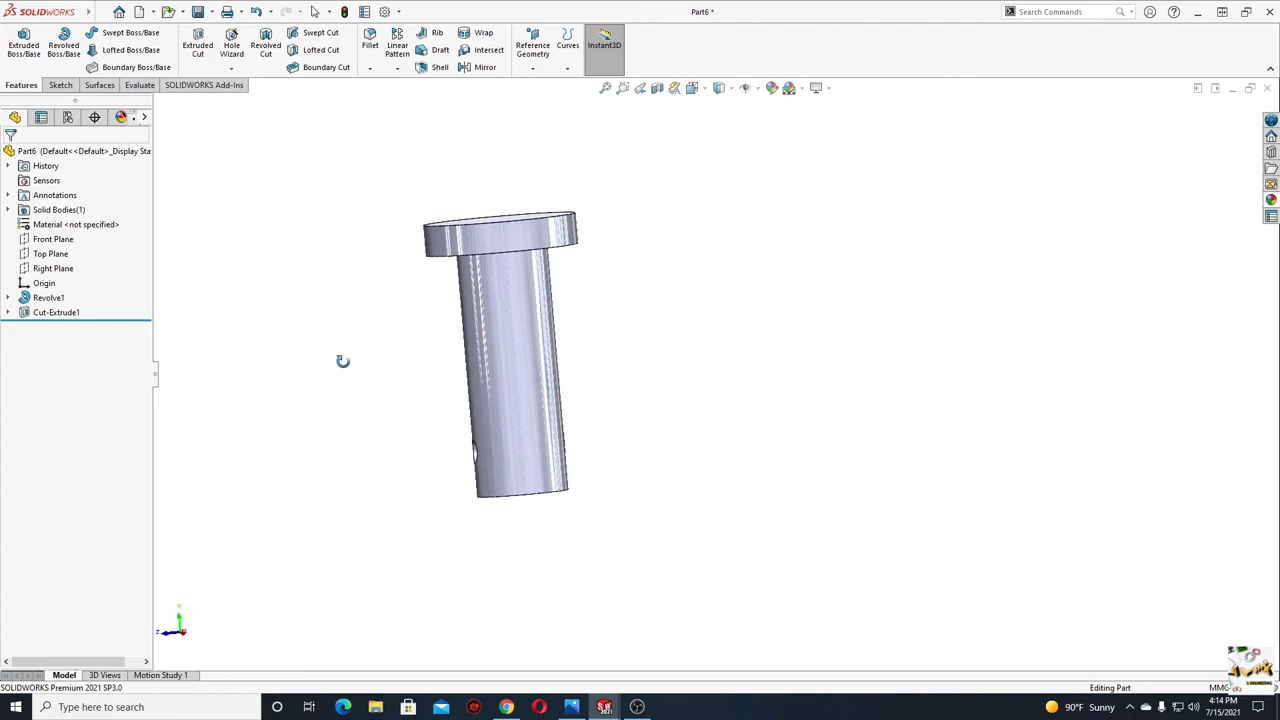 SOLIDWORKS
Part6 *
Search Commands
Extruded Boss/Base
Revolved Boss/Base
Swept Boss/Base
Lofted Boss/Base
Boundary Boss/Base
Extruded Cut
Hole Wizard
Revolved Cut
Swept Cut
Lofted Cut
Boundary Cut
Fillet
Linear Pattern
Rib
Draft
Shell
Wrap
Intersect
Mirror
Reference Geometry
Curves
Instant3D
Features
Sketch
Surfaces
Evaluate
SOLIDWORKS Add-Ins
Part6 (Default<<Default>_Display Sta
History
Sensors
Annotations
Solid Bodies(1)
Material <not specified>
Front Plane
Top Plane
Right Plane
Origin
Revolve1
Cut-Extrude1
Y
Z
Model
3D Views
Motion Study 1
SOLIDWORKS Premium 2021 SP3.0
Editing Part
Type here to search
90°F Sunny
4:14 PM
7/15/2021